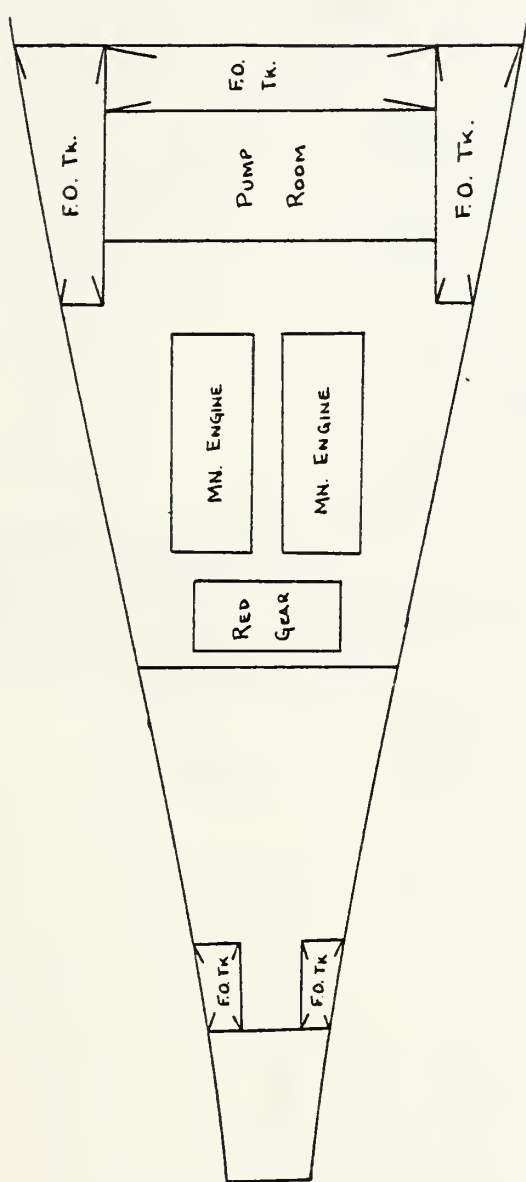 F.O. TK.
F.O.
TK.
F.O. TK.
PUMP
ROOM
MN. ENGINE
MN. ENGINE
RED
GEAR
F.O. TK
F.O. TK